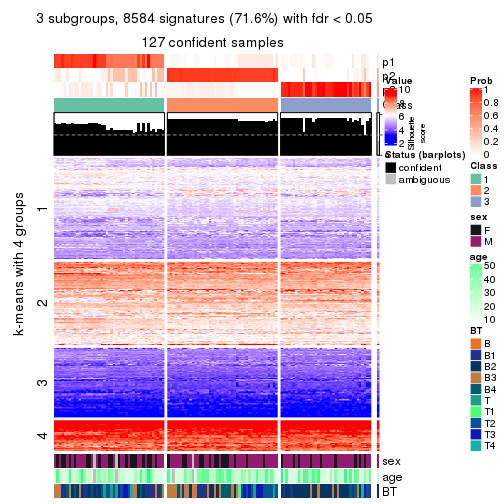 3 subgroups, 8584 signatures (71.6%) with fdr < 0.05
127 confident samples
p1
p2
Value
10
8
6
4
2
Silhouette
score
Status (barplots)
confident
ambiguous
k-means with 4 groups
1
2
3
4
sex
age
BT
Prob
1
0.8
0.6
0.4
0.2
0
Class
1
2
3
sex
F
M
age
50
40
30
20
10
BT
B
B1
B2
B3
B4
T
T1
T2
T3
T4